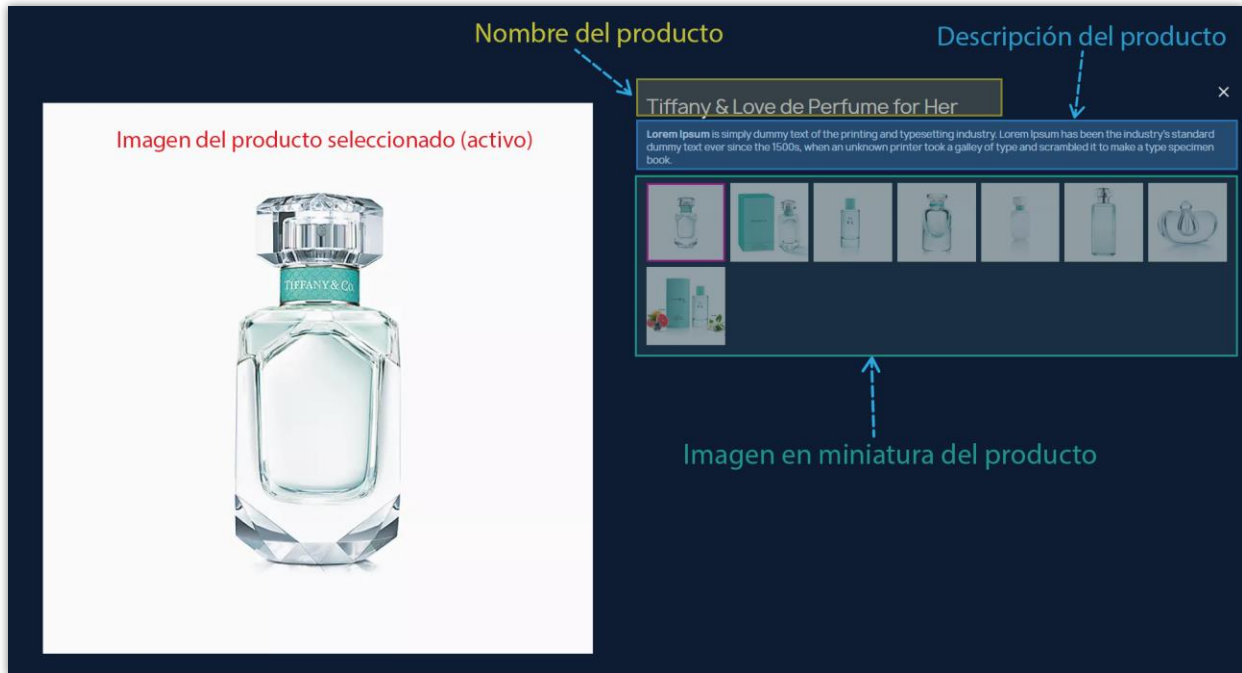 Nombre del producto
Descripción del producto
×
Tiffany & Love de Perfume for Her
Imagen del producto seleccionado (activo)
Lorem Ipsum is simply dummy text of the printing and typesetting industry. Lorem Ipsum has been the industry's standard
dummy text ever since the 1500s, when an unknown printer took a galley of type and scrambled it to make a type specimen
book.
TIFFANY & Co.
Imagen en miniatura del producto